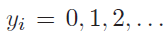 y_i = 0, 1, 2, . . .